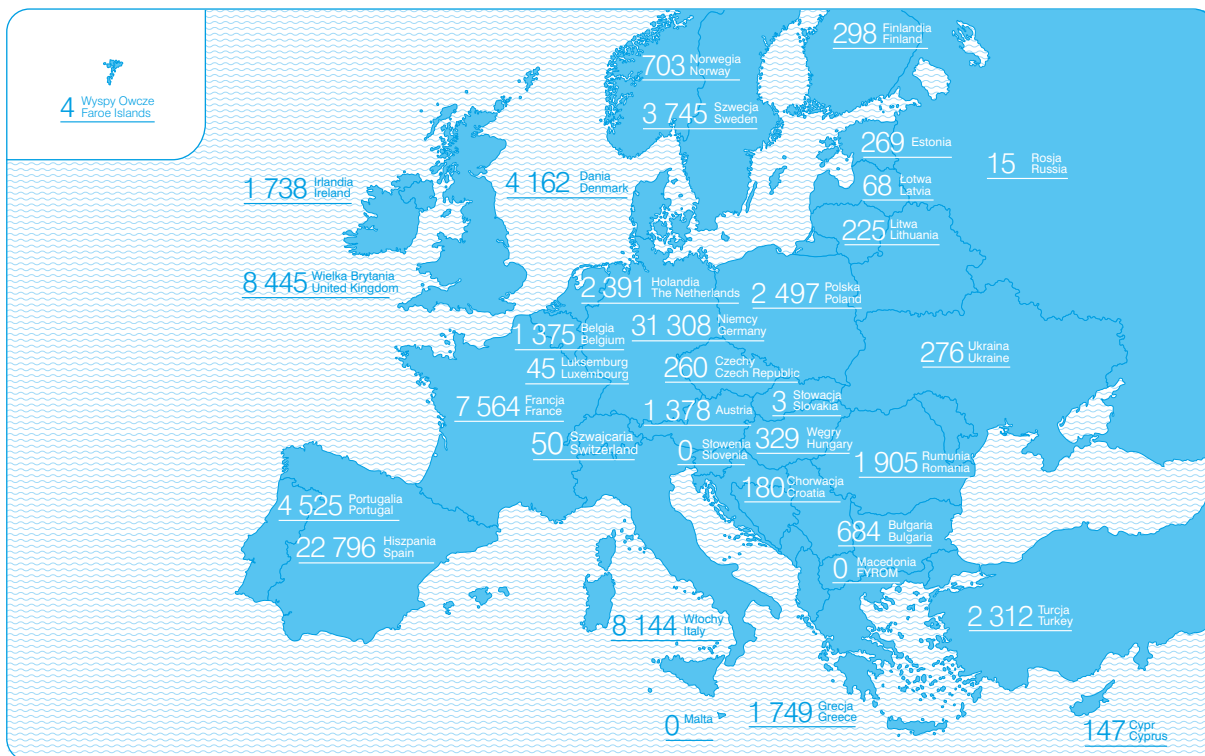 298 Finlandia
Finland
703 Norwegia
Norway
4 Wyspy Owcze
Faroe Islands
3 745 Szwecja
Sweden
269 Estonia
15 Rosja
Russia
1 738 Irlandia
Ireland
4 162 Dania
Denmark
68 Łotwa
Latvia
225 Litwa
Lithuania
8 445 Wielka Brytania
United Kingdom
2 391 Holandia
The Netherlands
2 497 Polska
Poland
1 375 Belgia
Belgium
31 308 Niemcy
Germany
276 Ukraina
Ukraine
45 Luksemburg
Luxembourg
260 Czechy
Czech Republic
7 564 Francja
France
1 378 Austria
3 Słowacja
Slovakia
50 Szwajcaria
Switzerland
0 Słowenia
Slovenia
329 Węgry
Hungary
1 905 Rumunia
Romania
180 Chorwacja
Croatia
4 525 Portugalia
Portugal
22 796 Hiszpania
Spain
684 Bułgaria
Bulgaria
0 Macedonia
FYROM
2 312 Turcja
Turkey
8 144 Włochy
Italy
0 Malta
1 749 Grecja
Greece
147 Cypr
Cyprus